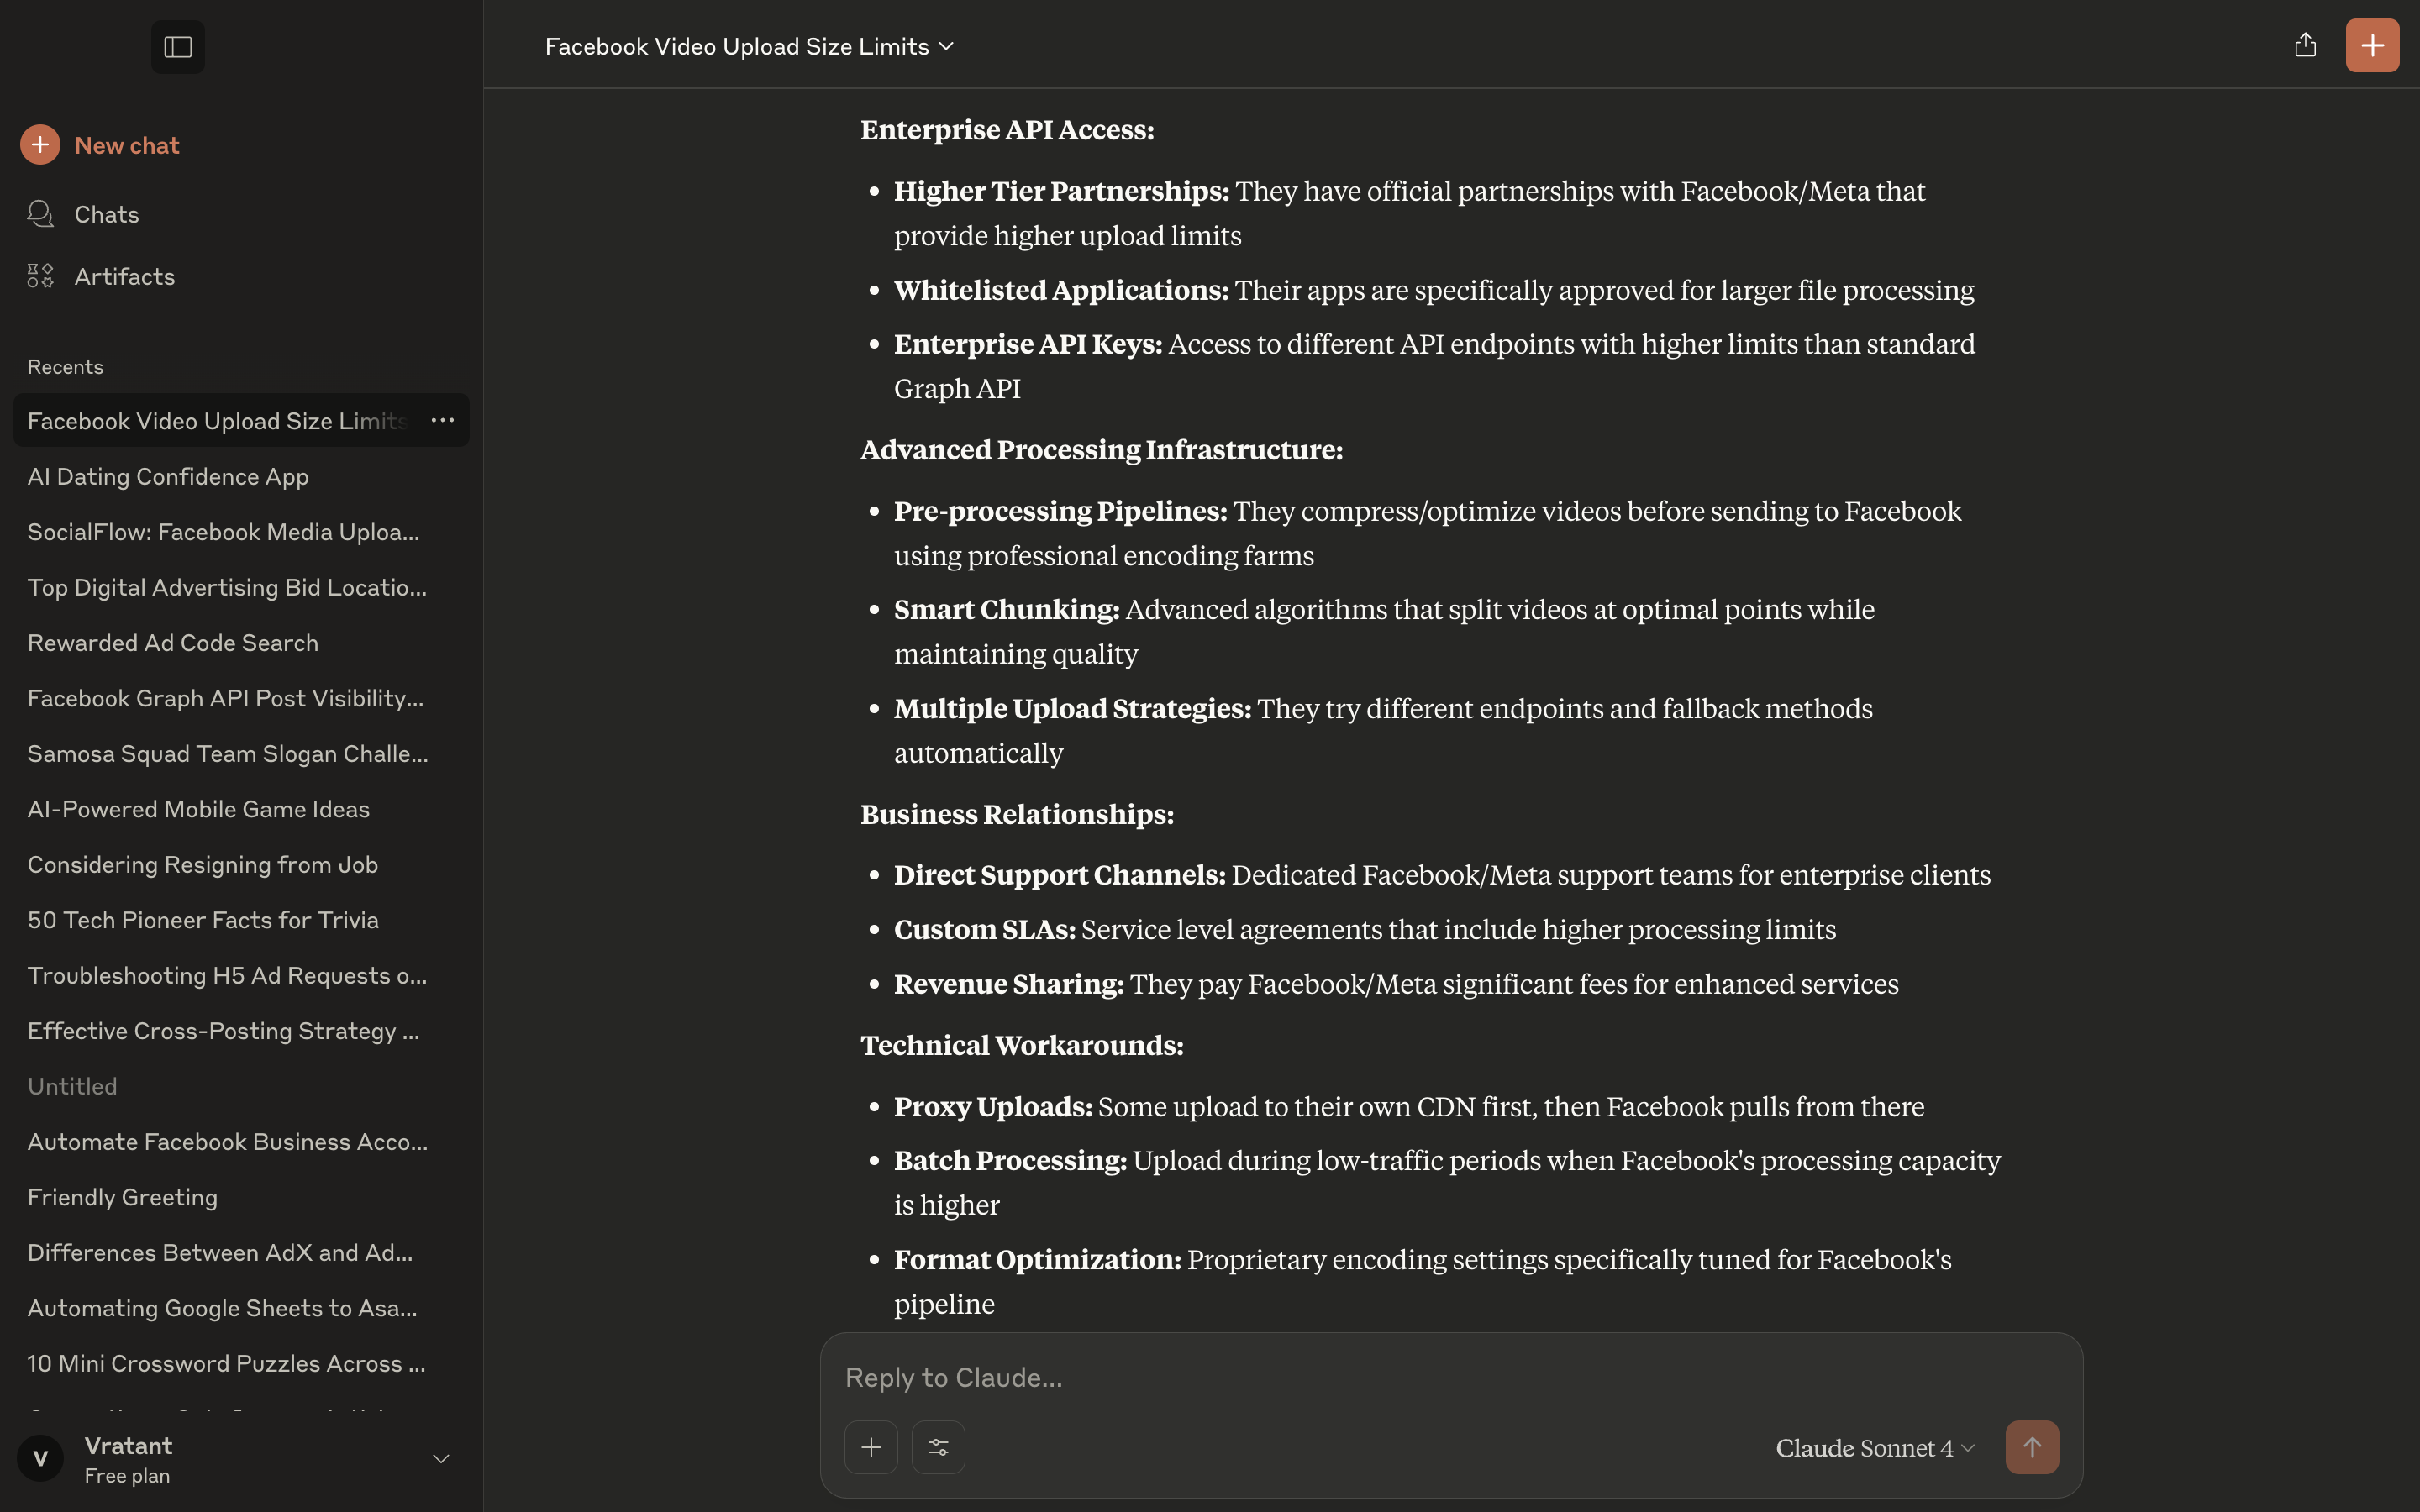 Facebook Video Upload Size Limits
New chat
Chats
Artifacts
Recents
Facebook Video Upload Size Limits
AI Dating Confidence App
SocialFlow: Facebook Media Uploa...
Top Digital Advertising Bid Locatio...
Rewarded Ad Code Search
Facebook Graph API Post Visibility...
Samosa Squad Team Slogan Challe...
AI-Powered Mobile Game Ideas
Considering Resigning from Job
50 Tech Pioneer Facts for Trivia
Troubleshooting H5 Ad Requests o...
Effective Cross-Posting Strategy ...
Untitled
Automate Facebook Business Acco...
Friendly Greeting
Differences Between AdX and Ad...
Automating Google Sheets to Asa...
10 Mini Crossword Puzzles Across ...
V
Vratant
Free plan
Enterprise API Access:
• Higher Tier Partnerships: They have official partnerships with Facebook/Meta that
provide higher upload limits
• Whitelisted Applications: Their apps are specifically approved for larger file processing
• Enterprise API Keys: Access to different API endpoints with higher limits than standard
Graph API
Advanced Processing Infrastructure:
• Pre-processing Pipelines: They compress/optimize videos before sending to Facebook
using professional encoding farms
• Smart Chunking: Advanced algorithms that split videos at optimal points while
maintaining quality
• Multiple Upload Strategies: They try different endpoints and fallback methods
automatically
Business Relationships:
• Direct Support Channels: Dedicated Facebook/Meta support teams for enterprise clients
• Custom SLAs: Service level agreements that include higher processing limits
• Revenue Sharing: They pay Facebook/Meta significant fees for enhanced services
Technical Workarounds:
• Proxy Uploads: Some upload to their own CDN first, then Facebook pulls from there
• Batch Processing: Upload during low-traffic periods when Facebook's processing capacity
is higher
• Format Optimization: Proprietary encoding settings specifically tuned for Facebook's
pipeline
Reply to Claude...
Claude Sonnet 4